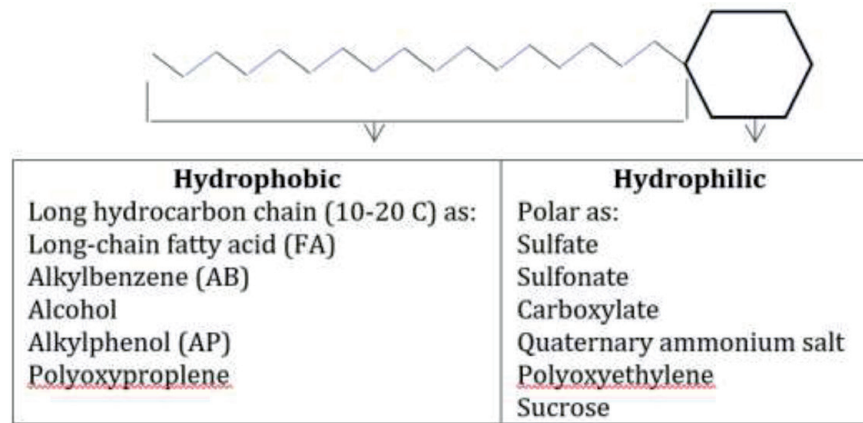 Hydrophobic
Long hydrocarbon chain (10-20 C) as:
Long-chain fatty acid (FA)
Alkylbenzene (AB)
Alcohol
Alkylphenol (AP)
Polyoxyproplene
Hydrophilic
Polar as:
Sulfate
Sulfonate
Carboxylate
Quaternary ammonium salt
Polyoxyethylene
Sucrose